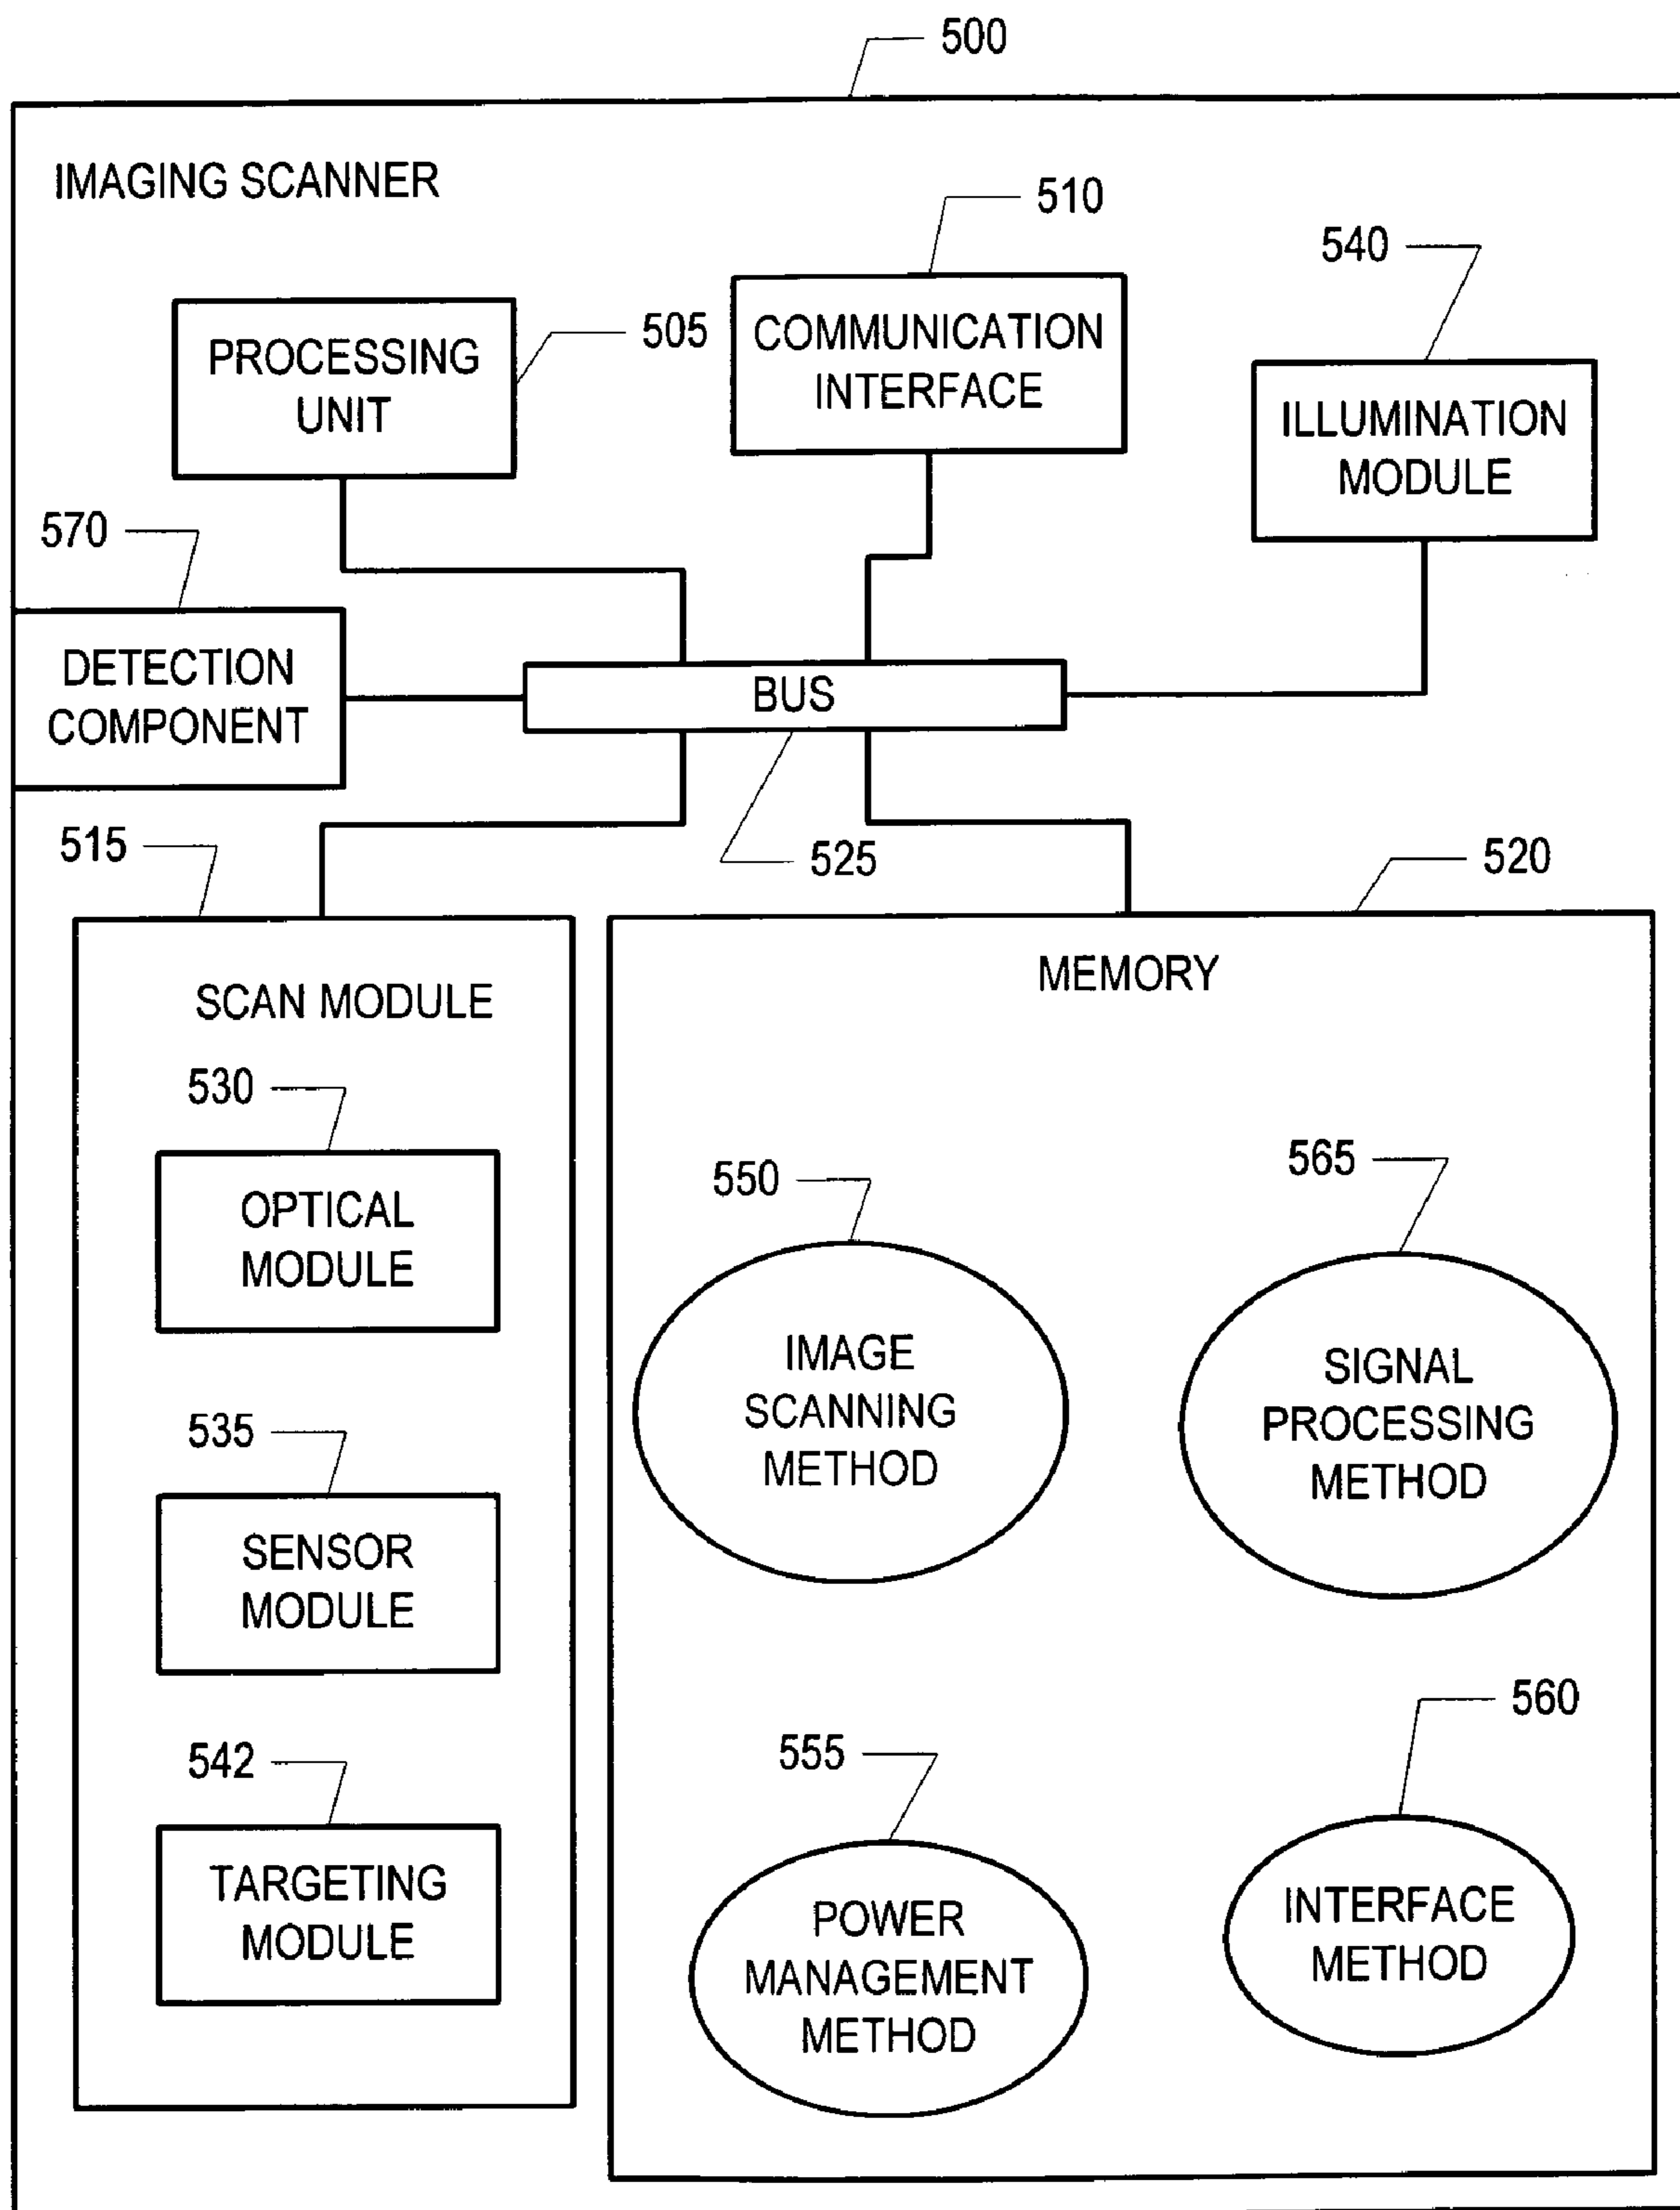 500
IMAGING SCANNER
510
540
PROCESSING
UNIT
505
COMMUNICATION
INTERFACE
ILLUMINATION
MODULE
570
DETECTION
COMPONENT
BUS
515
525
520
SCAN MODULE
MEMORY
530
OPTICAL
MODULE
550
565
IMAGE
SCANNING
METHOD
SIGNAL
PROCESSING
METHOD
535
SENSOR
MODULE
542
TARGETING
MODULE
555
560
POWER
MANAGEMENT
METHOD
INTERFACE
METHOD